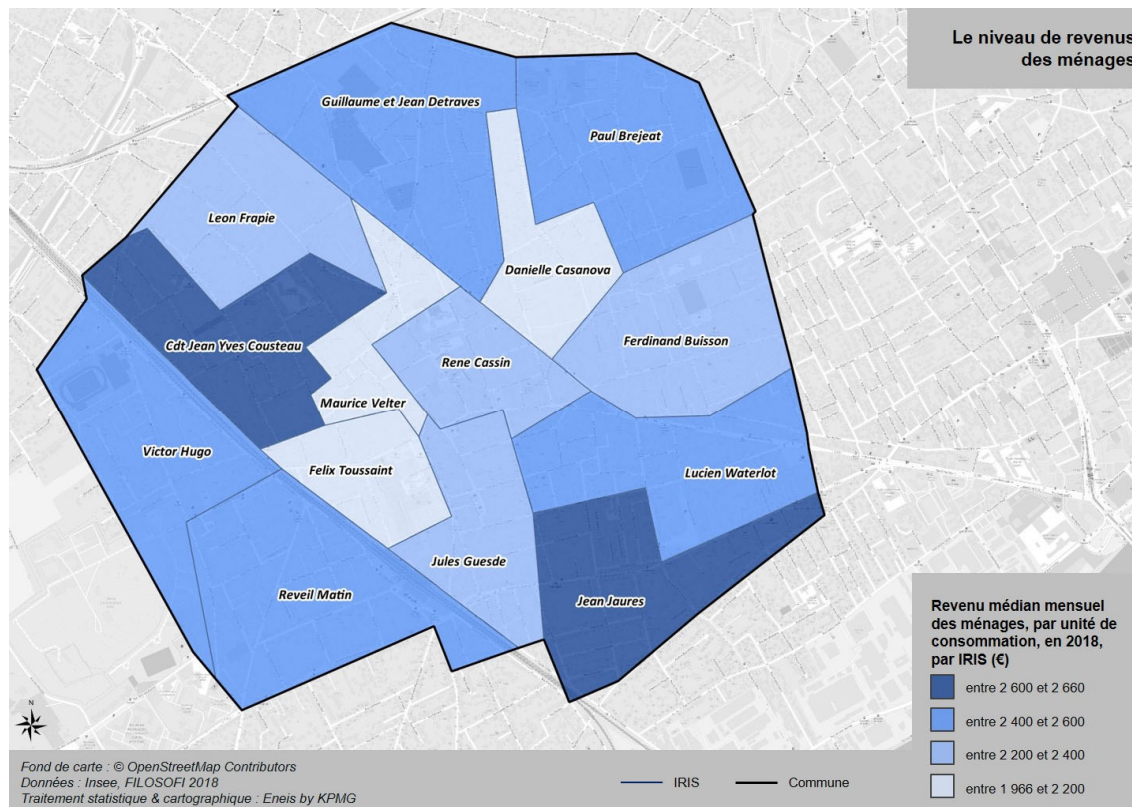 Le niveau de revenus
des ménages
Guillaume et Jean Detraves
Paul Brejeat
Leon Frapie
Danielle Casanova
Cdt Jean Yves Cousteau
Rene Cassin
Ferdinand Buisson
Maurice Velter
Victor Hugo
Felix Toussaint
Lucien Waterlot
Jules Guesde
Reveil Matin
Jean Jaures
Revenu médian mensuel
des ménages, par unité de
consommation, en 2018,
par IRIS (€)
entre 2 600 et 2 660
entre 2 400 et 2 600
entre 2 200 et 2 400
entre 1 966 et 2 200
N
Fond de carte : © OpenStreetMap Contributors
Données : Insee, FILOSOFI 2018
Traitement statistique & cartographique : Eneis by KPMG
IRIS
Commune